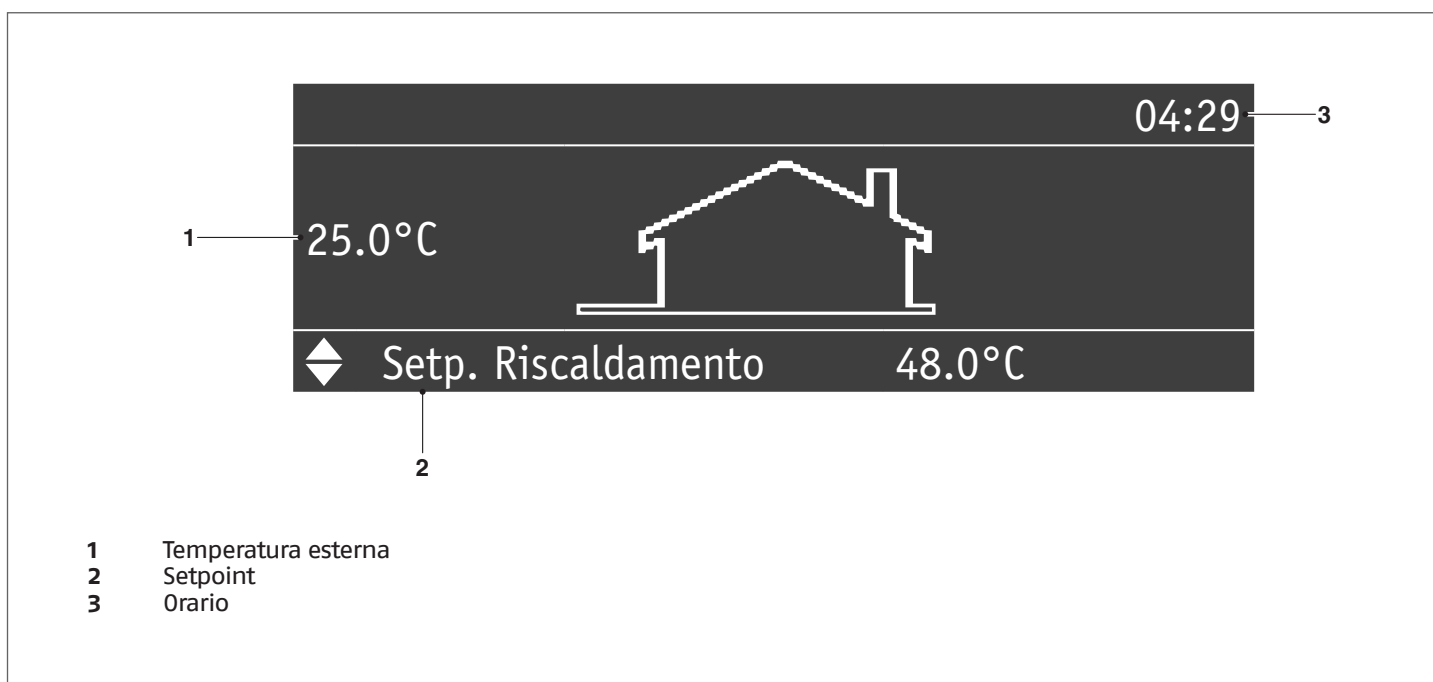 04:29
3
1
25.0°C
Setp. Riscaldamento 48.0°C
2
1 Temperatura esterna
2 Setpoint
3 Orario